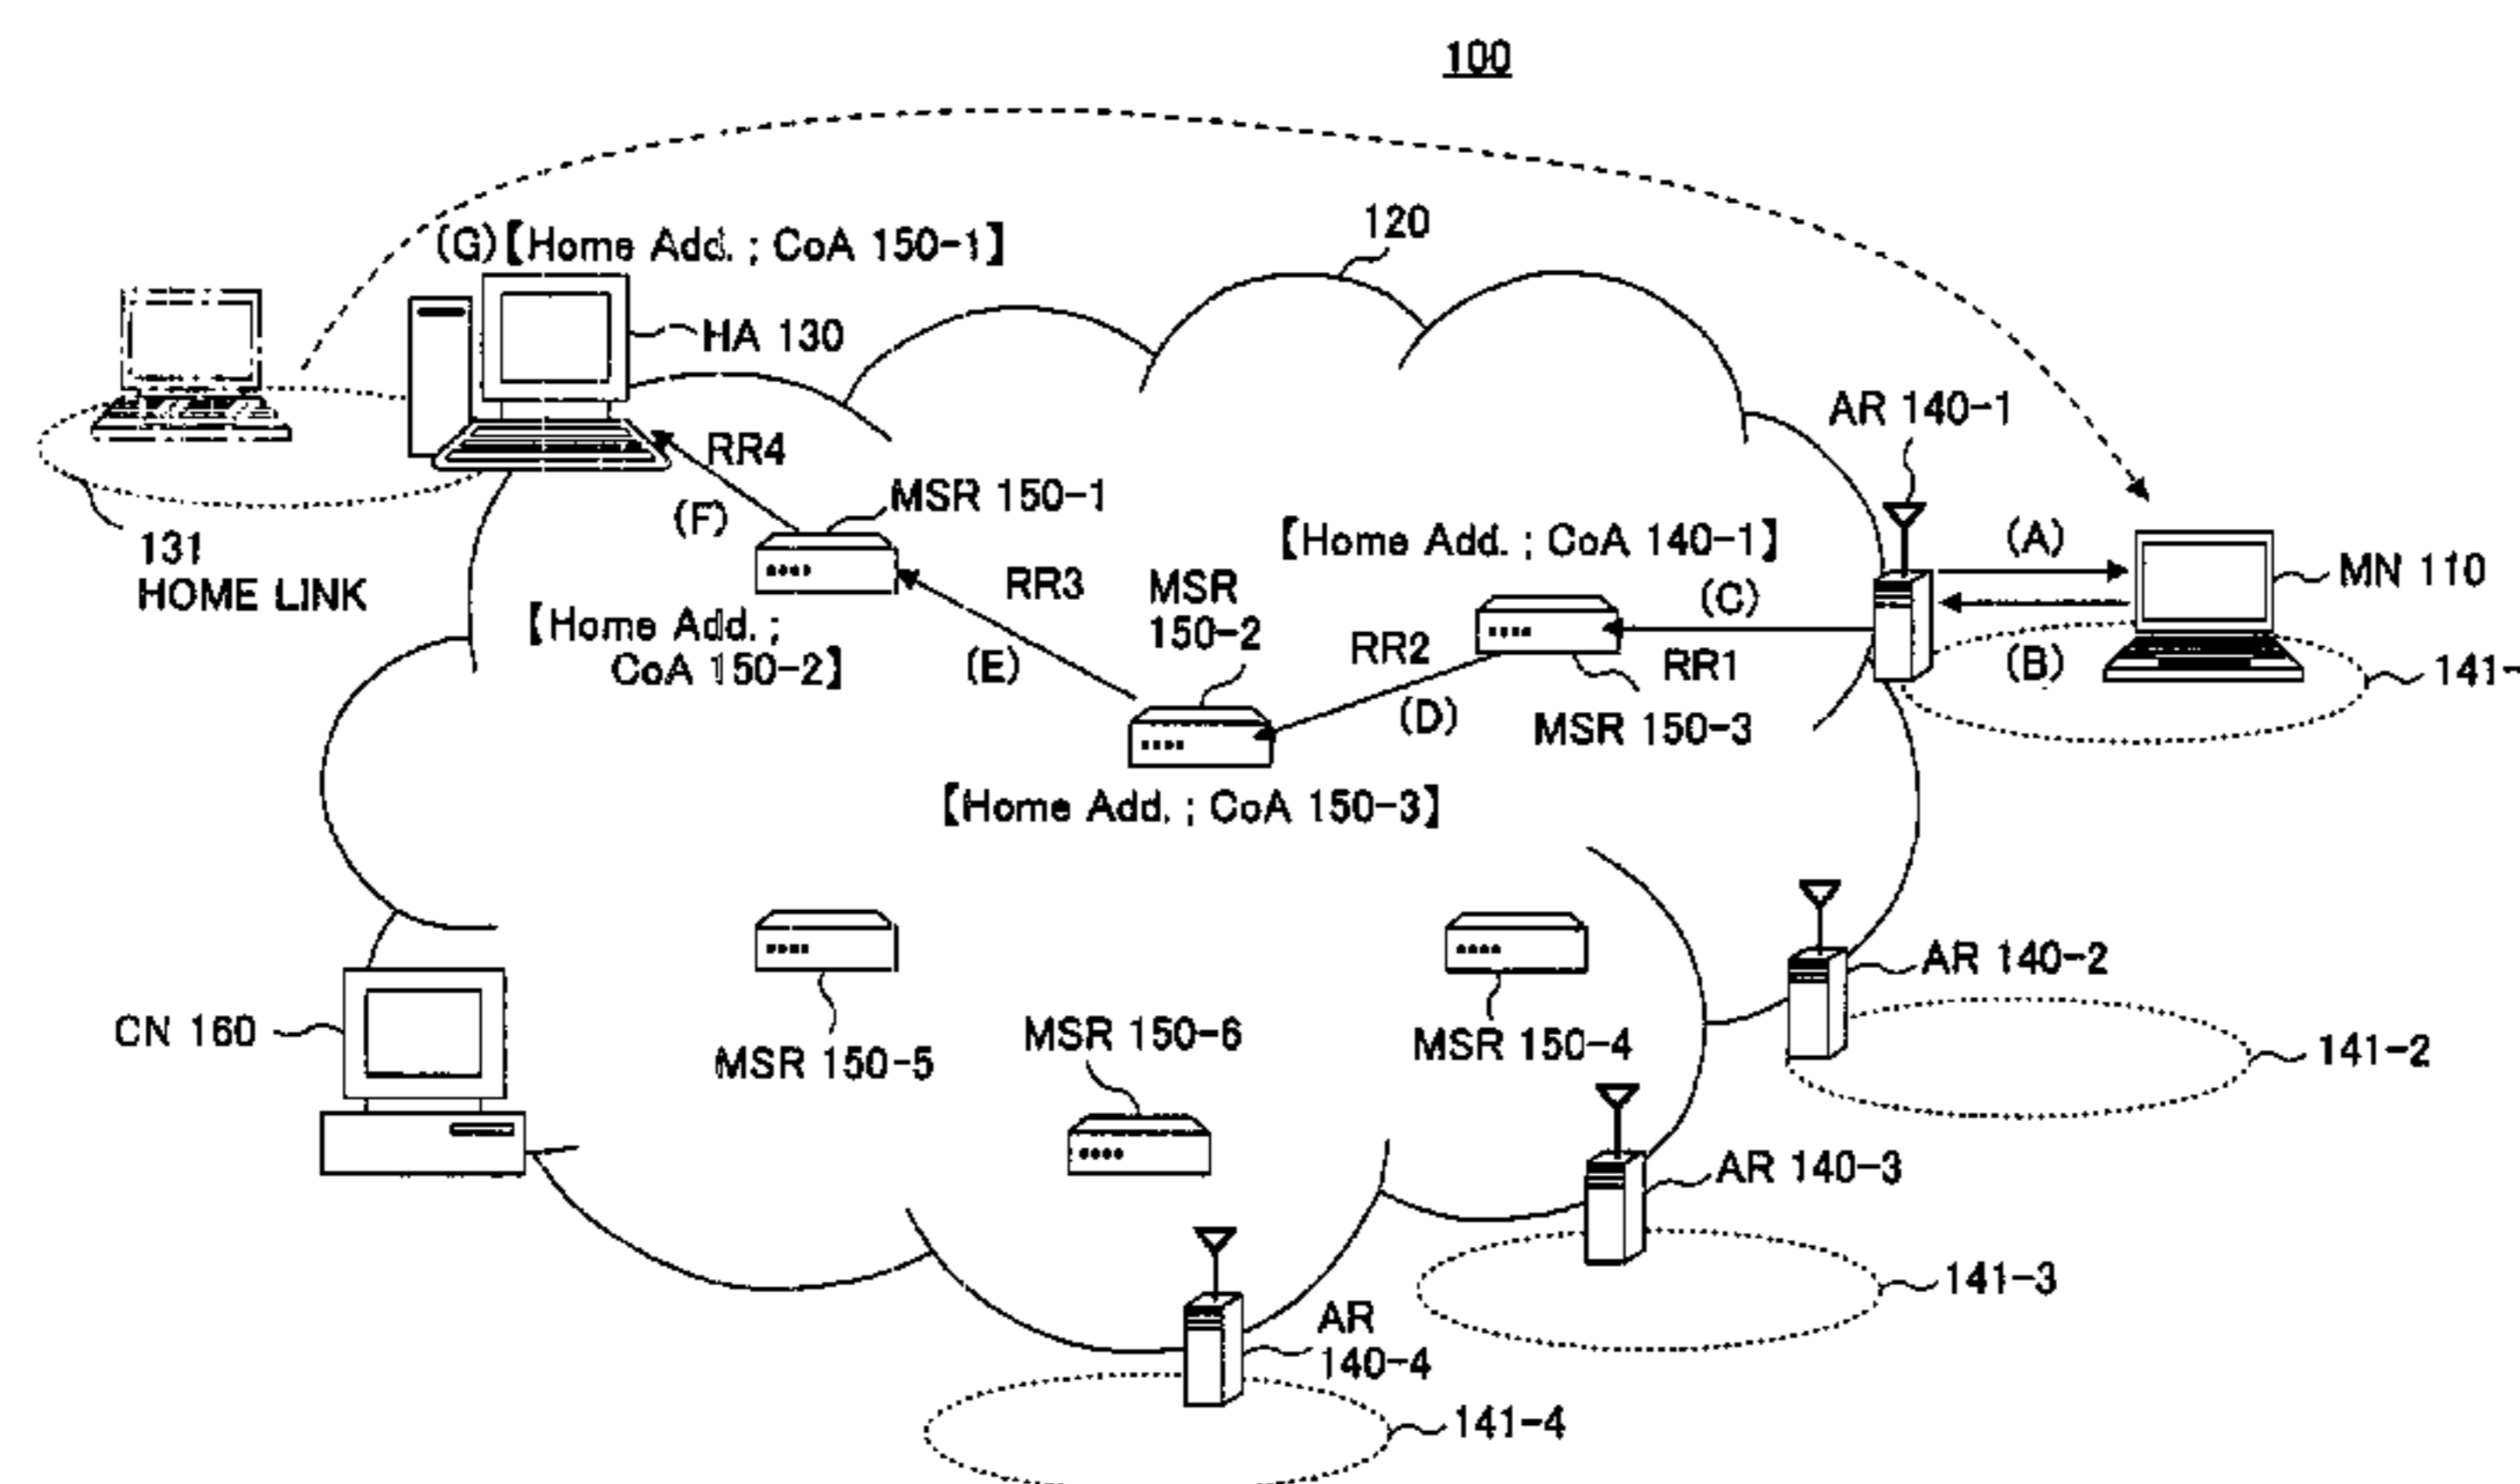 100
120
(G)【Home Add. ; CoA 150-1】
HA 130
AR 140-1
RR4
(F)
MSR 150-1
131
HOME LINK
【Home Add. ; CoA 140-1】
(A)
MN 110
RR3
MSR
150-2
(C)
【Home Add. ;
CoA 150-2】
(E)
RR2
RR1
(B)
141-
(D)
MSR 150-3
【Home Add. ; CoA 150-3】
AR 140-2
CN 160
MSR 150-5
MSR 150-6
MSR 150-4
141-2
AR 140-3
141-3
AR
140-4
141-4